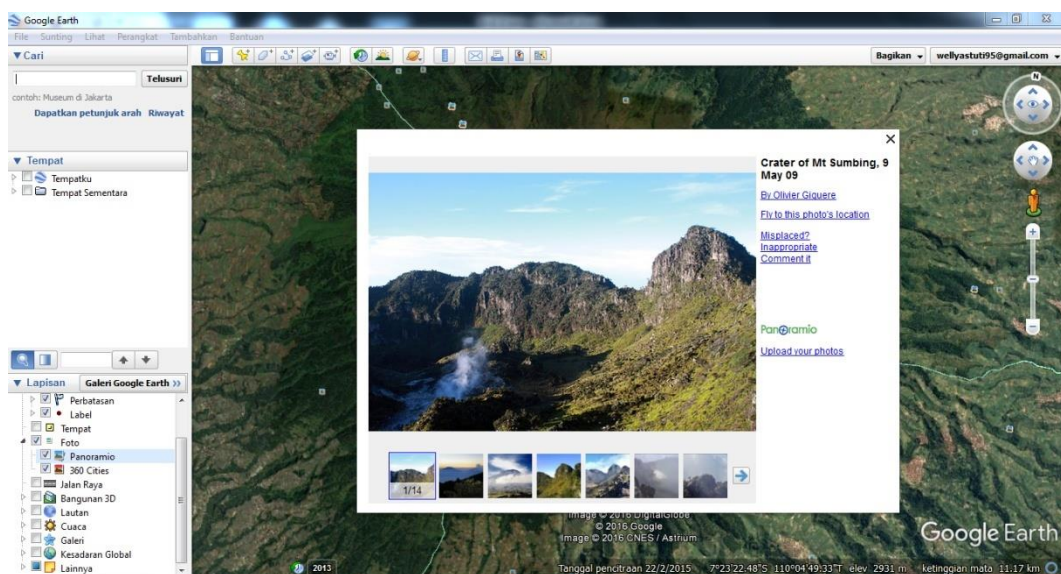 Google Earth
File Sunting Lihat Perangkat Tambahkan Bantuan
Cari
Telusuri
contoh: Museum di Jakarta
Dapatkan petunjuk arah Riwayat
Tempat
Tempatku
Tempat Sementara
Lapisan Galeri Google Earth >>
Perbatasan
Label
Tempat
Foto
Panoramio
360 Cities
Jalan Raya
Bangunan 3D
Lautan
Cuaca
Galeri
Kesadaran Global
Lainnya
Bagikan wellyastuti95@gmail.com
N
Crater of Mt Sumbing, 9
May 09
By Olivier Giguere
Fly to this photo's location
Misplaced?
Inappropriate
Comment it
Panoramio
Upload your photos
1/14
Image © 2016 DigitalGlobe
© 2016 Google
Image © 2016 CNES / Astrium
Google Earth
2013
Tanggal pencitraan 22/2/2015 7°23'22.48"S 110°04'49.33"T elev 2931 m ketinggian mata 11.17 km